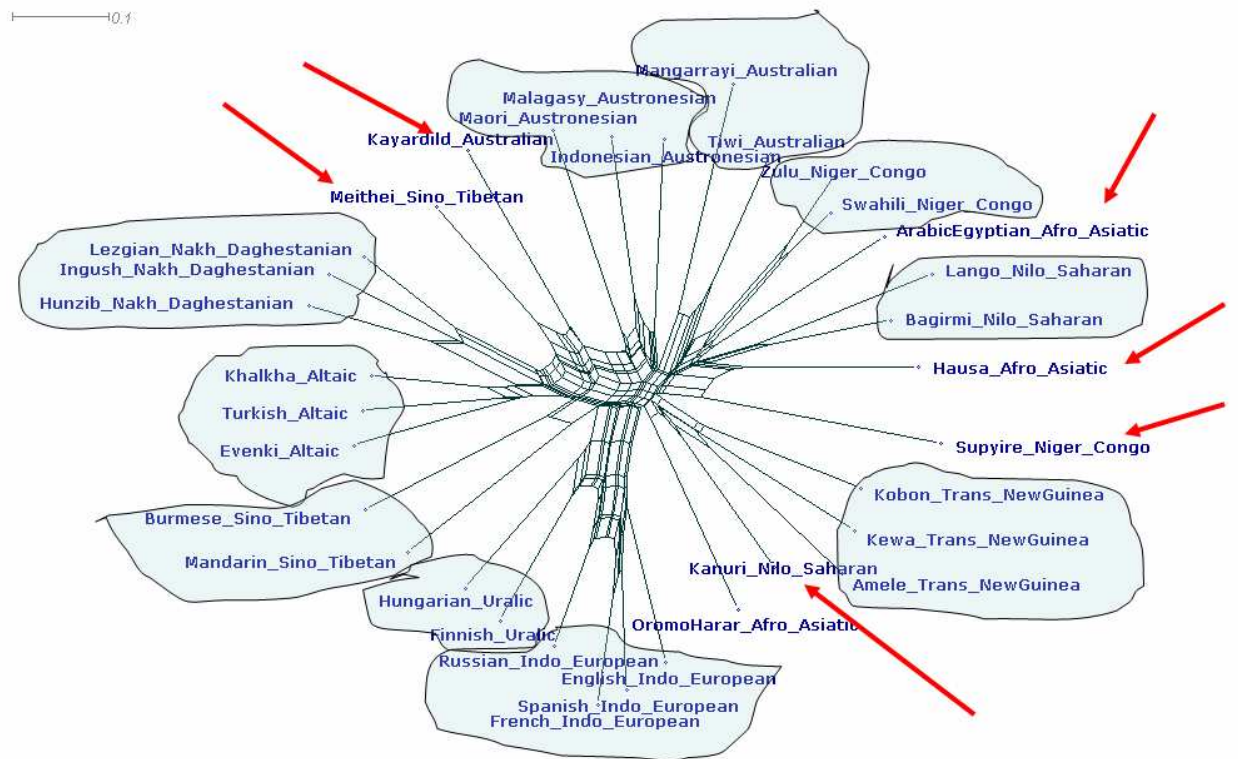 0.1
Mangarrayi_Australian
Malagasy_Austronesian
Maori_Austronesian
Kayardild_Australian
Tiwi_Australian
Indonesian_Austronesian
Zulu_Niger_Congo
Meithei_Sino_Tibetan
Swahili_Niger_Congo
ArabicEgyptian_Afro_Asiatic
Lezgian_Nakh_Daghestanian
Ingush_Nakh_Daghestanian
Lango_Nilo_Saharan
Hunzib_Nakh_Daghestanian
Bagirmi_Nilo_Saharan
Hausa_Afro_Asiatic
Khalkha_Altaic
Turkish_Altaic
Evenki_Altaic
Supyire_Niger_Congo
Kobon_Trans_NewGuinea
Burmese_Sino_Tibetan
Kewa_Trans_NewGuinea
Mandarin_Sino_Tibetan
Kanuri_Nilo_Saharan
Amele_Trans_NewGuinea
Hungarian_Uralic
OromoHarar_Afro_Asiatic
Finnish_Uralic
Russian_Indo_European
English_Indo_European
Spanish_Indo_European
French_Indo_European